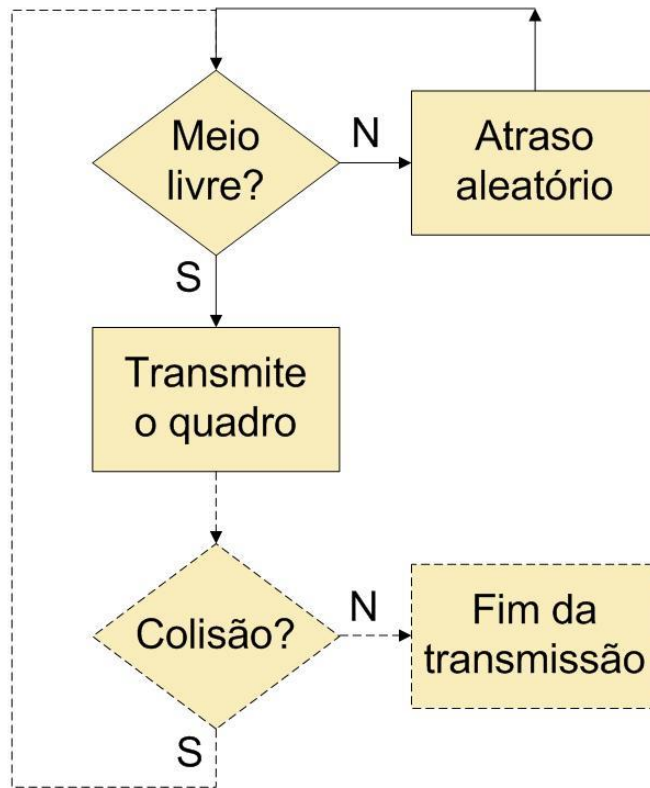 Meio
livre?
N
Atraso
aleatório
S
Transmite
o quadro
Colisão?
N
Fim da
transmissão
S